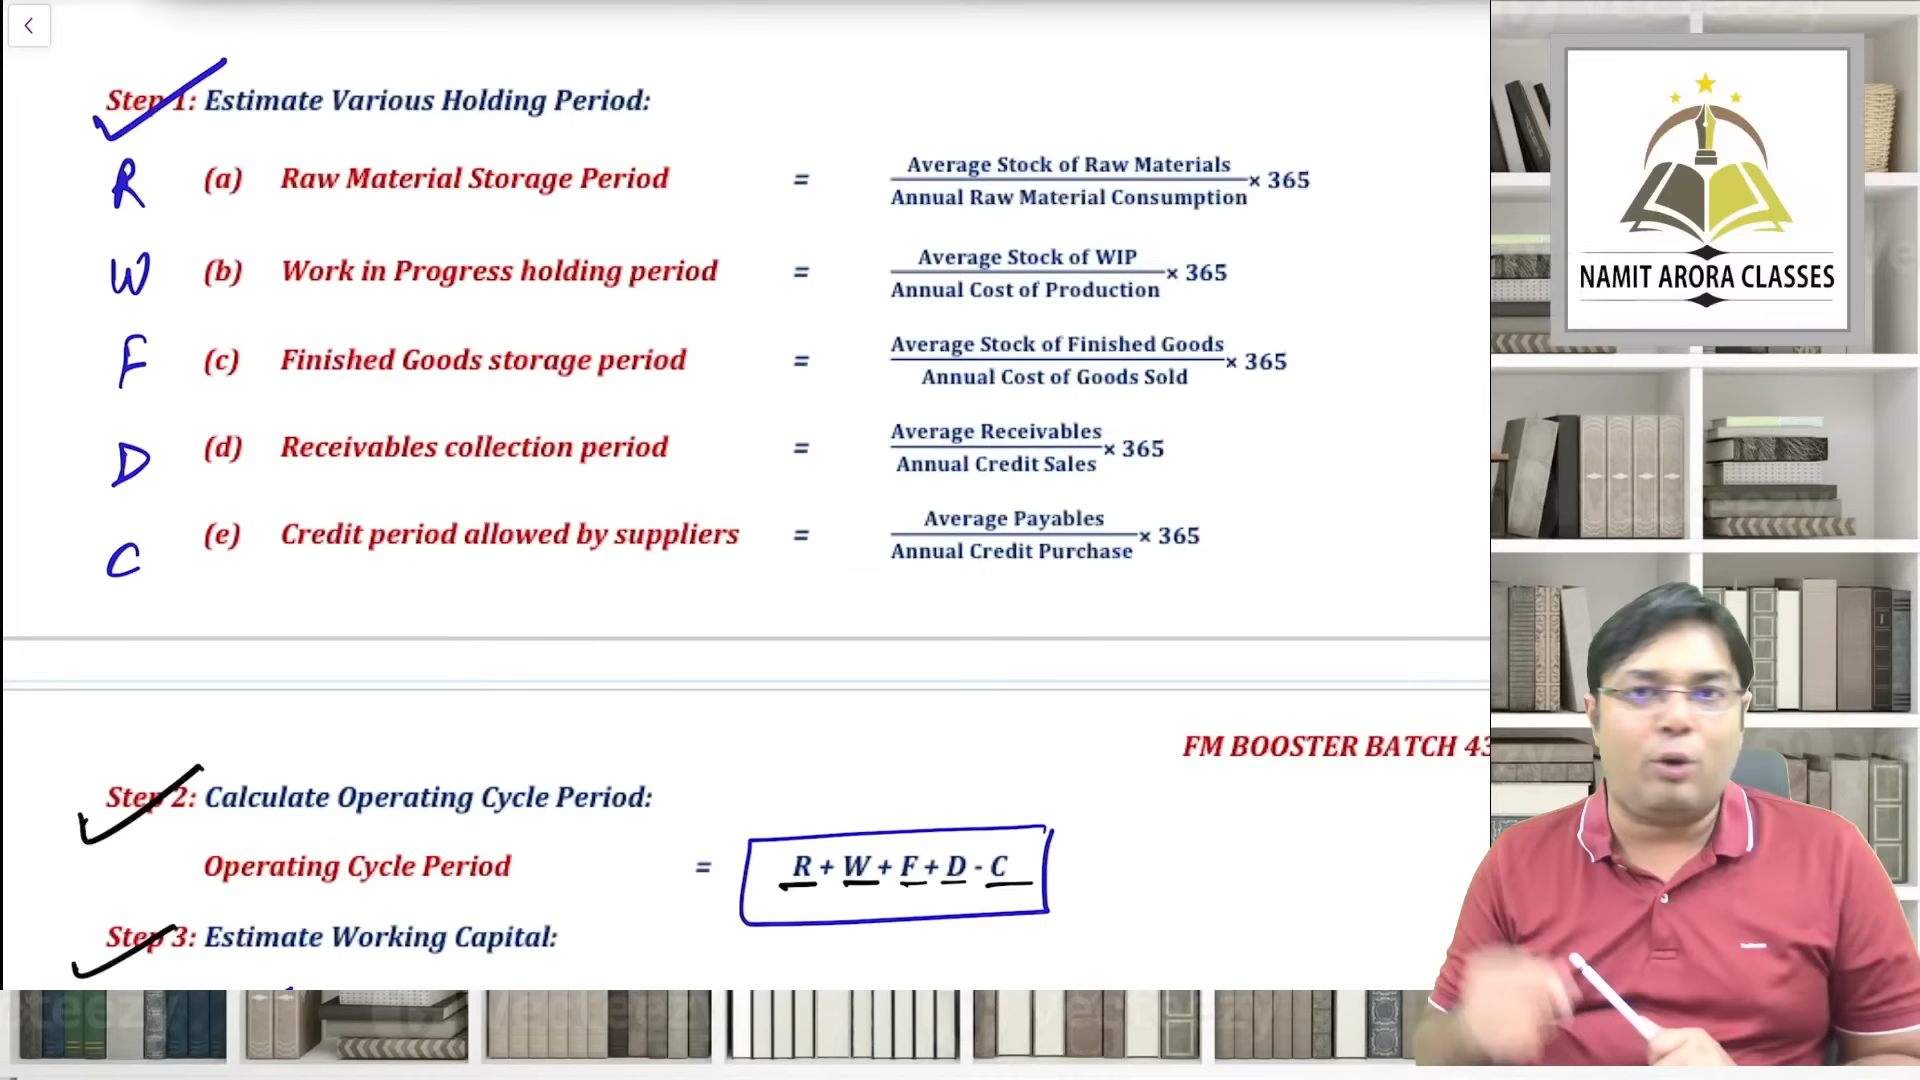 Step 1: Estimate Various Holding Period:
R (a) Raw Material Storage Period = Average Stock of Raw Materials / Annual Raw Material Consumption × 365
W (b) Work in Progress holding period = Average Stock of WIP / Annual Cost of Production × 365
F (c) Finished Goods storage period = Average Stock of Finished Goods / Annual Cost of Goods Sold × 365
D (d) Receivables collection period = Average Receivables / Annual Credit Sales × 365
C (e) Credit period allowed by suppliers = Average Payables / Annual Credit Purchase × 365
NAMIT ARORA CLASSES
FM BOOSTER BATCH 43
Step 2: Calculate Operating Cycle Period:
Operating Cycle Period = R + W + F + D - C
Step 3: Estimate Working Capital: